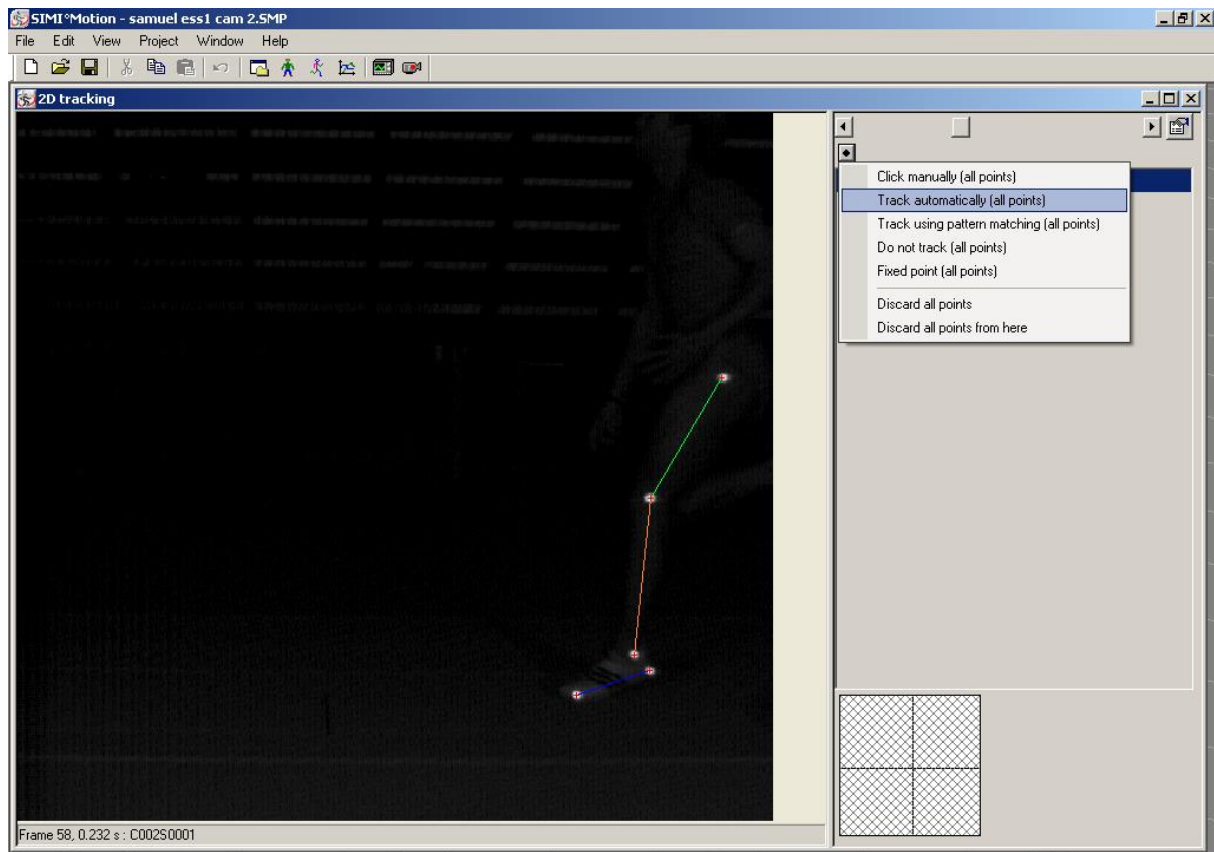 SIMI°Motion - samuel ess1 cam 2.SMP
File Edit View Project Window Help
2D tracking
Click manually (all points)
Track automatically (all points)
Track using pattern matching (all points)
Do not track (all points)
Fixed point (all points)
Discard all points
Discard all points from here
Frame 58, 0.232 s : C002S0001